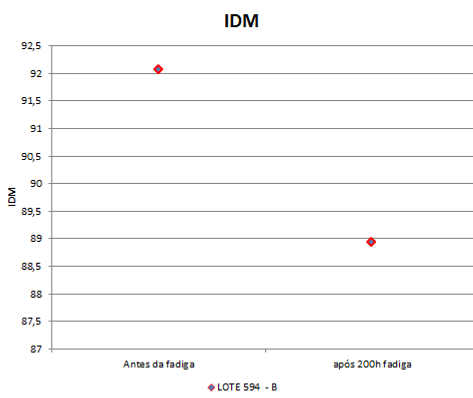 IDM
92,5
92
91,5
91
90,5
90
89,5
89
88,5
88
87,5
87
IDM
Antes da fadiga
após 200h fadiga
LOTE 594 - B